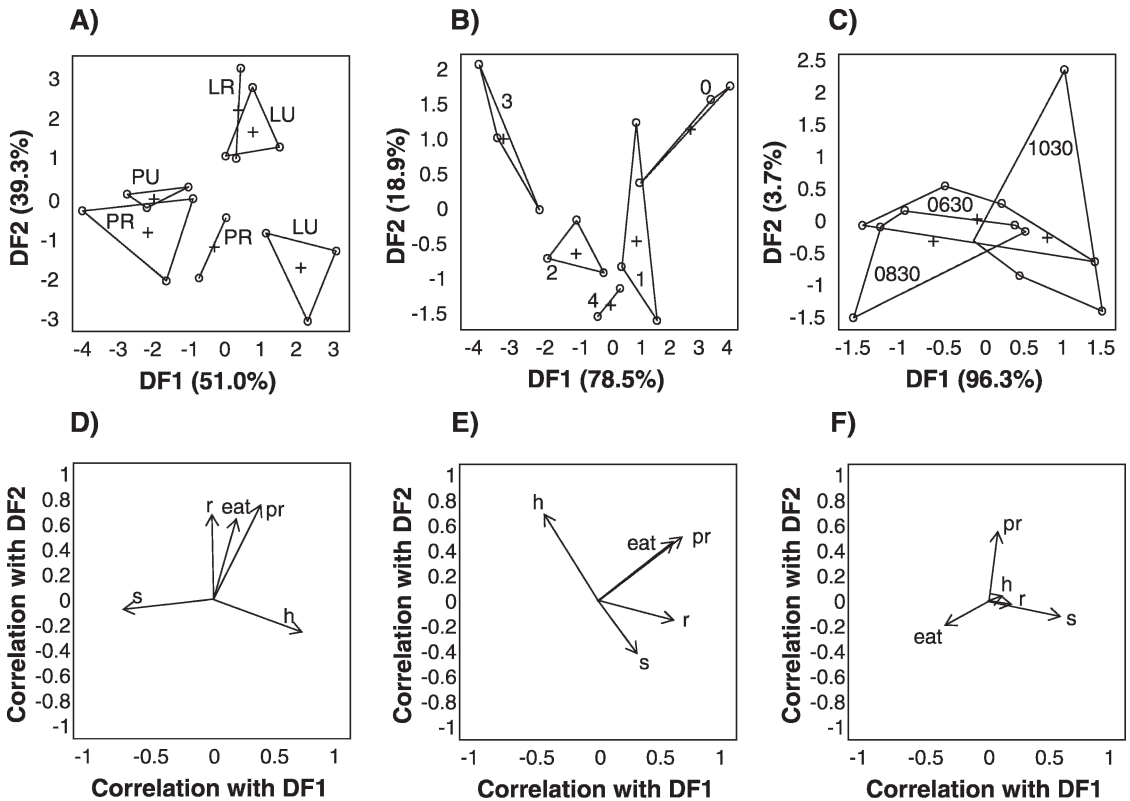 A)
B)
C)
DF2 (39.3%)
3
2
1
0
-1
-2
-3
LR
LU
PU
PR
PR
LU
-4 -3 -2 -1 0 1 2 3
DF1 (51.0%)
DF2 (18.9%)
2
1.5
1.0
0.5
0
-0.5
-1
-1.5
3
0
2
1
4
-4 -3 -2 -1 0 1 2 3 4
DF1 (78.5%)
DF2 (3.7%)
2.5
2
1.5
1
0.5
0
-0.5
-1
-1.5
1030
0630
0830
-1.5 -1 -0.5 0 0.5 1 1.5
DF1 (96.3%)
D)
E)
F)
Correlation with DF2
1
0.8
0.6
0.4
0.2
0
-0.2
-0.4
-0.6
-0.8
-1
r eat pr
s
h
-1 -0.5 0 0.5 1
Correlation with DF1
Correlation with DF2
1
0.8
0.6
0.4
0.2
0
-0.2
-0.4
-0.6
-0.8
-1
h
eat pr
r
s
-1 -0.5 0 0.5 1
Correlation with DF1
Correlation with DF2
1
0.8
0.6
0.4
0.2
0
-0.2
-0.4
-0.6
-0.8
-1
pr
h
r
s
eat
-1 -0.5 0 0.5 1
Correlation with DF1